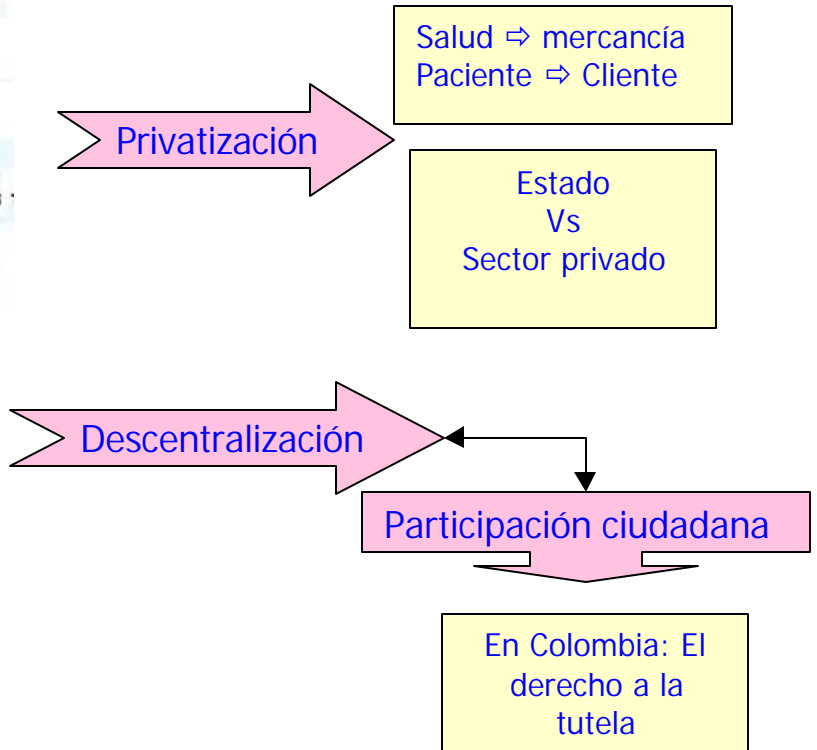 Salud ⇨ mercancía
Paciente ⇨ Cliente
Privatización
Estado
Vs
Sector privado
Descentralización
Participación ciudadana
En Colombia: El
derecho a la
tutela